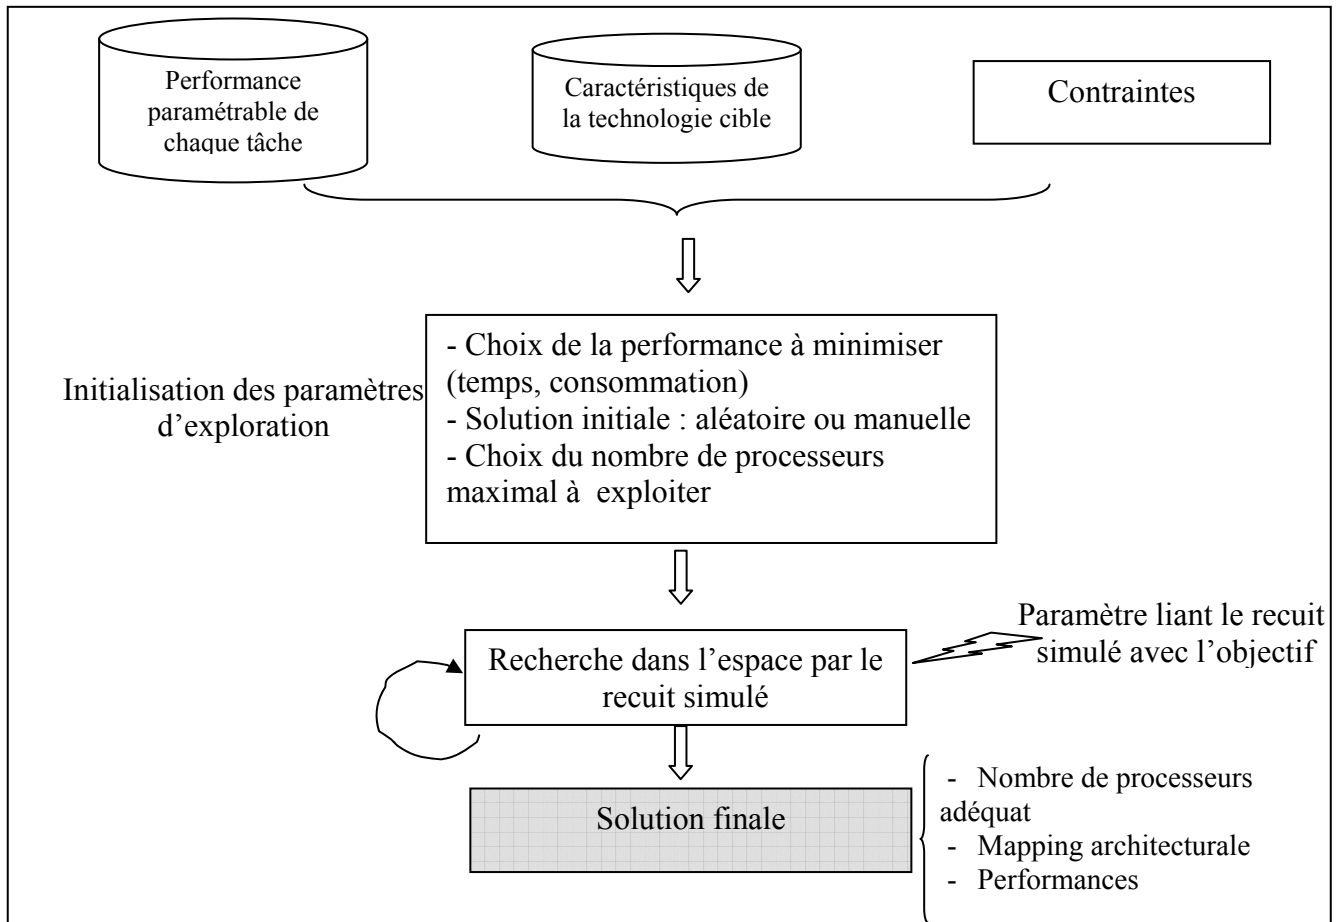 Performance
paramétrable de
chaque tâche
Caractéristiques de
la technologie cible
Contraintes
Initialisation des paramètres
d’exploration
- Choix de la performance à minimiser
(temps, consommation)
- Solution initiale : aléatoire ou manuelle
- Choix du nombre de processeurs
maximal à exploiter
Recherche dans l’espace par le
recuit simulé
Paramètre liant le recuit
simulé avec l’objectif
Solution finale
- Nombre de processeurs
adéquat
- Mapping architecturale
- Performances